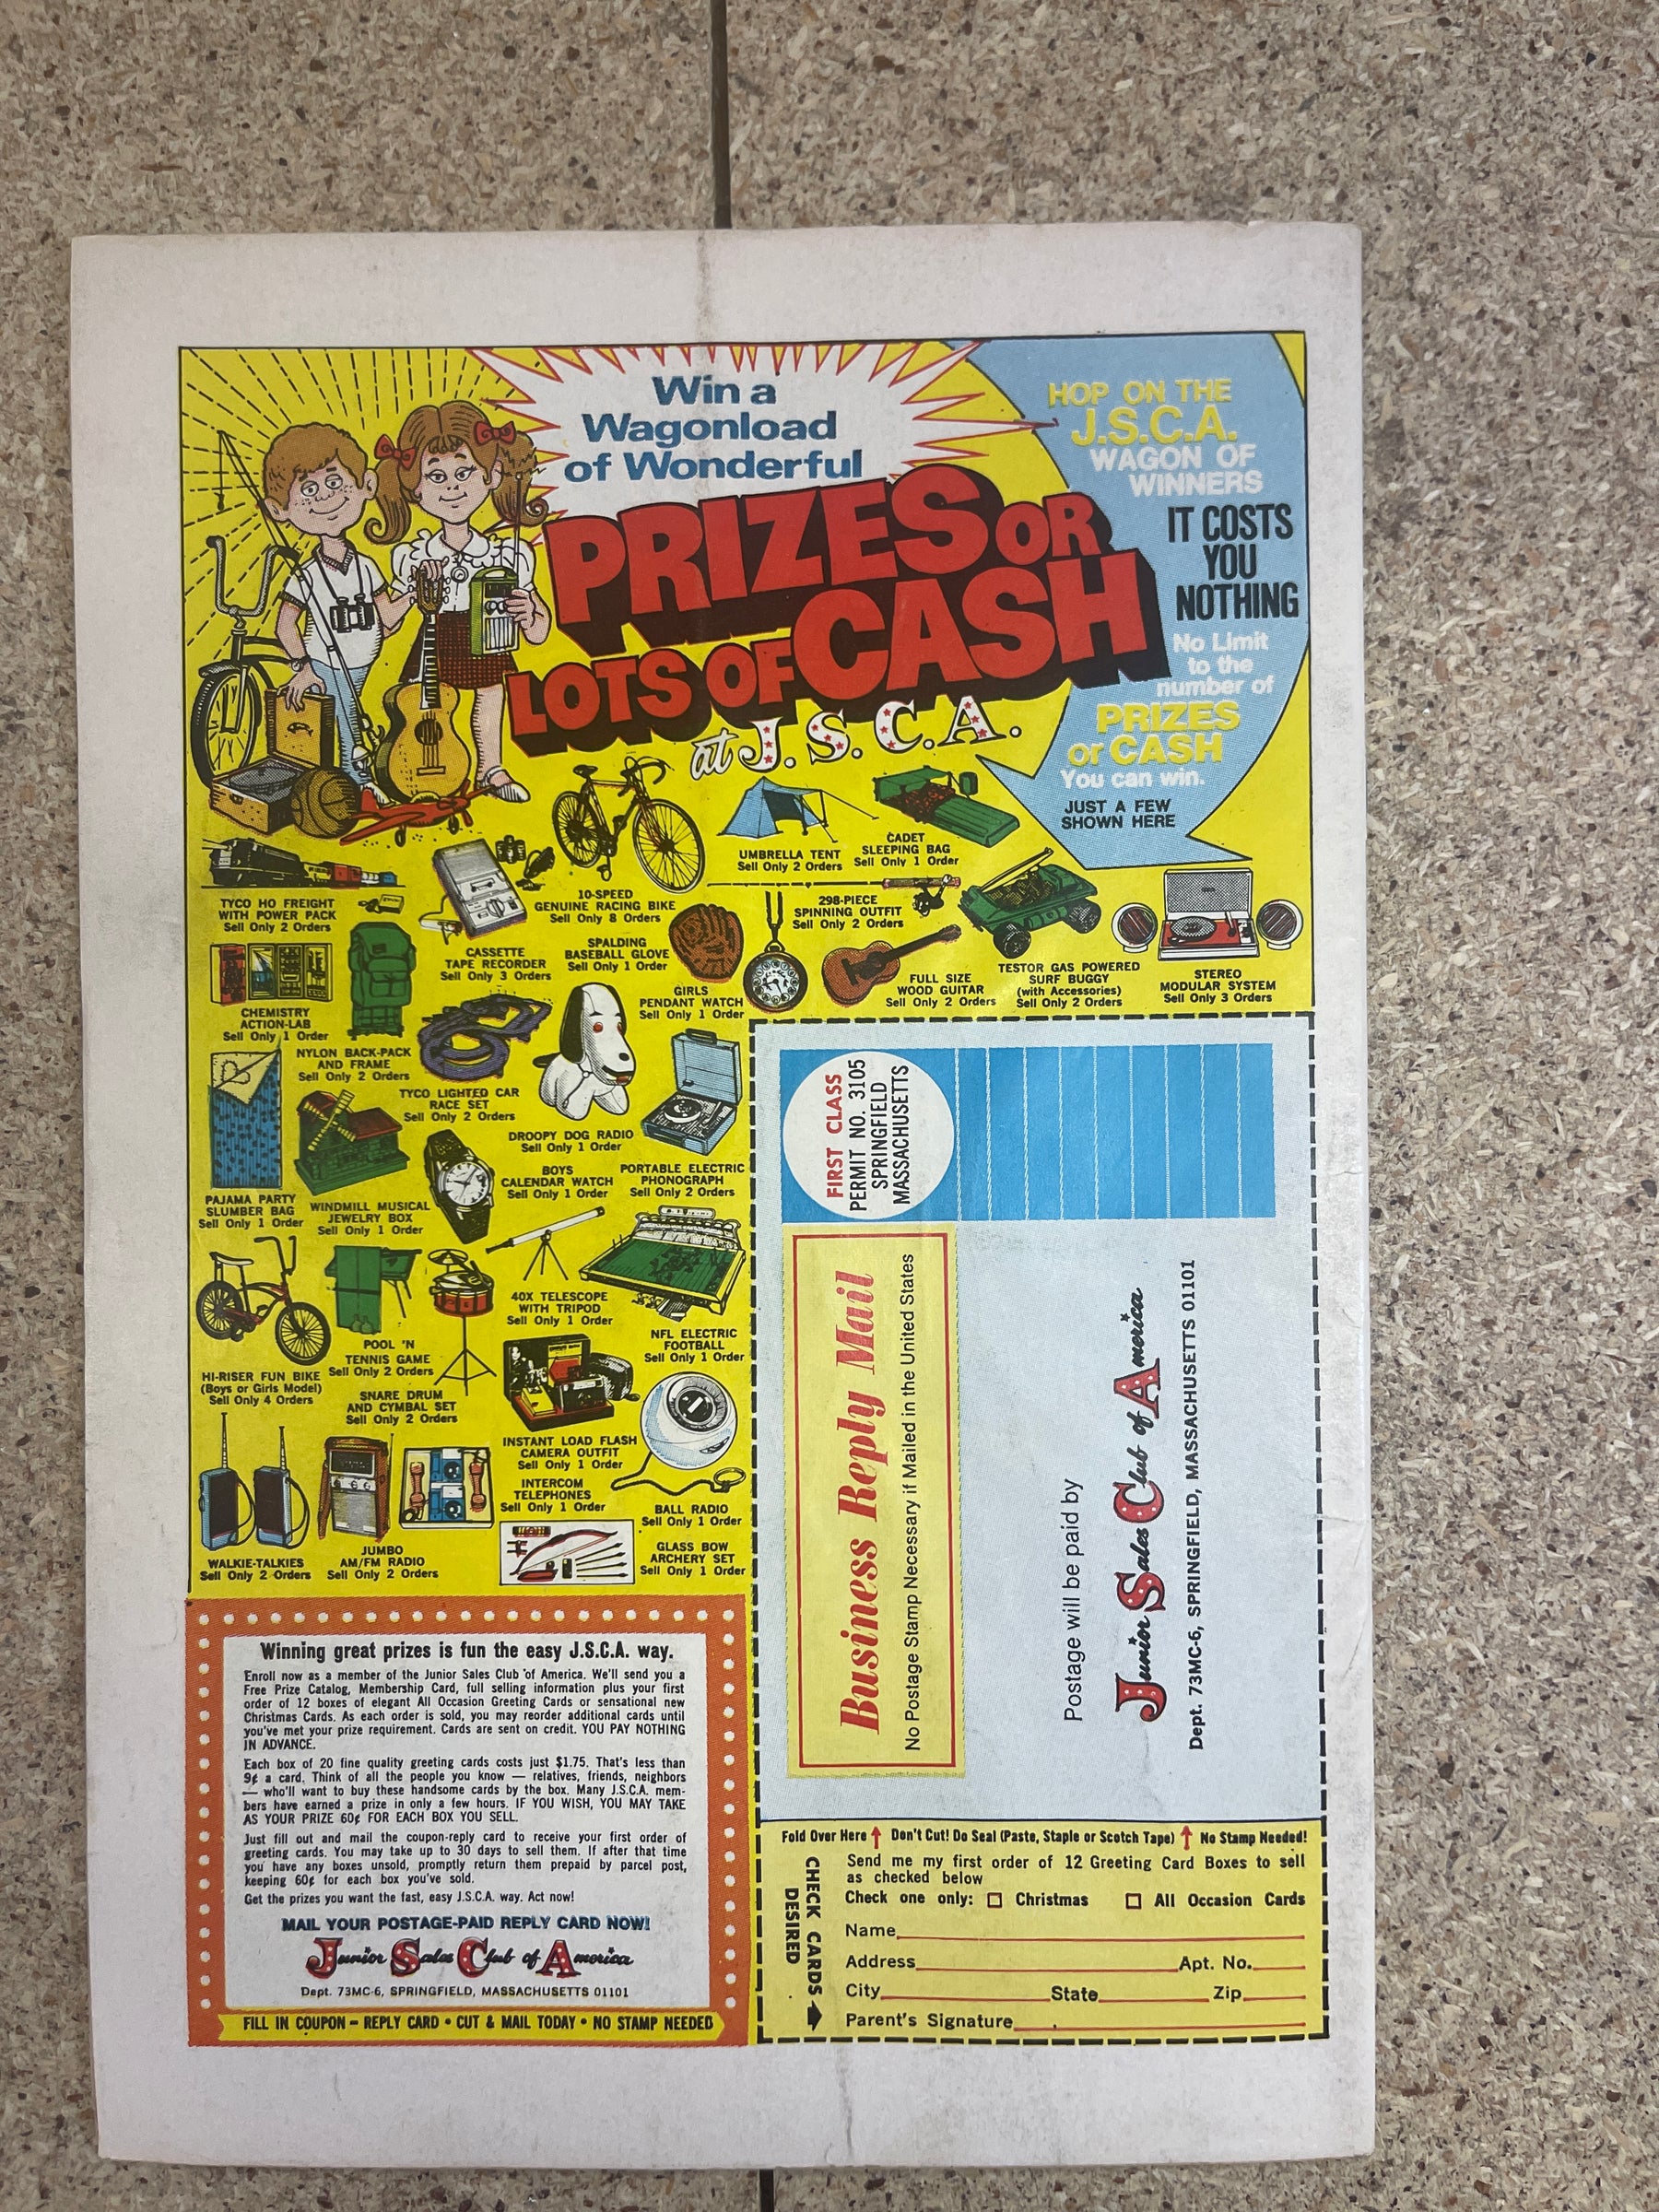 Win a
Wagonload
of Wonderful
PRIZES OR
LOTS OF CASH
at J.S.C.A.
HOP ON THE
J.S.C.A.
WAGON OF
WINNERS
IT COSTS
YOU
NOTHING
No Limit
to the
number of
PRIZES
or CASH
You can win.
JUST A FEW
SHOWN HERE
UMBRELLA TENT
Sell Only 2 Orders
CADET
SLEEPING BAG
Sell Only 1 Order
TYCO HO FREIGHT
WITH POWER PACK
Sell Only 2 Orders
10-SPEED
GENUINE RACING BIKE
Sell Only 8 Orders
298-PIECE
SPINNING OUTFIT
Sell Only 2 Orders
CASSETTE
TAPE RECORDER
Sell Only 3 Orders
SPALDING
BASEBALL GLOVE
Sell Only 1 Order
GIRLS
PENDANT WATCH
Sell Only 1 Order
FULL SIZE
WOOD GUITAR
Sell Only 2 Orders
TESTOR GAS POWERED
SURF BUGGY
(with Accessories)
Sell Only 2 Orders
STEREO
MODULAR SYSTEM
Sell Only 3 Orders
CHEMISTRY
ACTION-LAB
Sell Only 1 Order
NYLON BACK-PACK
AND FRAME
Sell Only 2 Orders
TYCO LIGHTED CAR
RACE SET
Sell Only 2 Orders
DROOPY DOG RADIO
Sell Only 1 Order
PAJAMA PARTY
SLUMBER BAG
Sell Only 1 Order
WINDMILL MUSICAL
JEWELRY BOX
Sell Only 1 Order
BOYS
CALENDAR WATCH
Sell Only 1 Order
PORTABLE ELECTRIC
PHONOGRAPH
Sell Only 2 Orders
40X TELESCOPE
WITH TRIPOD
Sell Only 1 Order
NFL ELECTRIC
FOOTBALL
Sell Only 1 Order
HI-RISER FUN BIKE
(Boys or Girls Model)
Sell Only 4 Orders
POOL 'N
TENNIS GAME
Sell Only 2 Orders
SNARE DRUM
AND CYMBAL SET
Sell Only 2 Orders
INSTANT LOAD FLASH
CAMERA OUTFIT
Sell Only 1 Order
INTERCOM
TELEPHONES
Sell Only 1 Order
BALL RADIO
Sell Only 1 Order
WALKIE-TALKIES
Sell Only 2 Orders
JUMBO
AM/FM RADIO
Sell Only 2 Orders
GLASS BOW
ARCHERY SET
Sell Only 1 Order
Winning great prizes is fun the easy J.S.C.A. way.
Enroll now as a member of the Junior Sales Club of America. We'll send you a
Free Prize Catalog, Membership Card, full selling information plus your first
order of 12 boxes of elegant All Occasion Greeting Cards or sensational new
Christmas Cards. As each order is sold, you may reorder additional cards until
you've met your prize requirement. Cards are sent on credit. YOU PAY NOTHING
IN ADVANCE.
Each box of 20 fine quality greeting cards costs just $1.75. That's less than
9¢ a card. Think of all the people you know — relatives, friends, neighbors
— who'll want to buy these handsome cards by the box. Many J.S.C.A. mem-
bers have earned a prize in only a few hours. IF YOU WISH, YOU MAY TAKE
AS YOUR PRIZE 60¢ FOR EACH BOX YOU SELL.
Just fill out and mail the coupon-reply card to receive your first order of
greeting cards. You may take up to 30 days to sell them. If after that time
you have any boxes unsold, promptly return them prepaid by parcel post,
keeping 60¢ for each box you've sold.
Get the prizes you want the fast, easy J.S.C.A. way. Act now!
MAIL YOUR POSTAGE-PAID REPLY CARD NOW!
Junior Sales Club of America
Dept. 73MC-6, SPRINGFIELD, MASSACHUSETTS 01101
FILL IN COUPON – REPLY CARD • CUT & MAIL TODAY • NO STAMP NEEDED
FIRST CLASS
PERMIT NO. 3105
SPRINGFIELD
MASSACHUSETTS
Business Reply Mail
No Postage Stamp Necessary if Mailed in the United States
Postage will be paid by
Junior Sales Club of America
Dept. 73MC-6, SPRINGFIELD, MASSACHUSETTS 01101
Fold Over Here ↑ Don't Cut! Do Seal (Paste, Staple or Scotch Tape) ↑ No Stamp Needed!
CHECK CARDS
DESIRED
Send me my first order of 12 Greeting Card Boxes to sell
as checked below
Check one only: ☐ Christmas ☐ All Occasion Cards
Name
Address Apt. No.
City State Zip
Parent's Signature